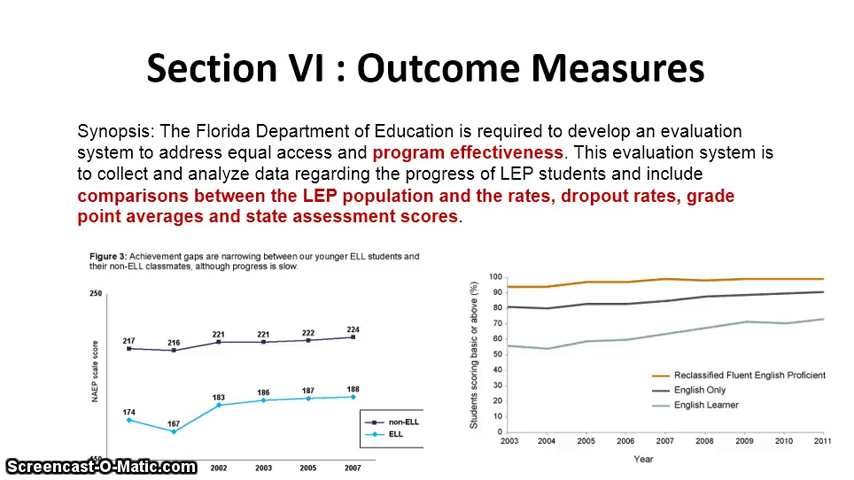 Section VI : Outcome Measures
Synopsis: The Florida Department of Education is required to develop an evaluation
system to address equal access and program effectiveness. This evaluation system is
to collect and analyze data regarding the progress of LEP students and include
comparisons between the LEP population and the rates, dropout rates, grade
point averages and state assessment scores.
Figure 3: Achievement gaps are narrowing between our younger ELL students and
their non-ELL classmates, although progress is slow.
250
NAEP scale score
217 216 221 221 222 224
174 167 183 186 187 188
non-ELL
ELL
2002 2003 2005 2007
Students scoring basic or above (%)
100
90
80
70
60
50
40
30
20
10
0
Reclassified Fluent English Proficient
English Only
English Learner
2003 2004 2005 2006 2007 2008 2009 2010 2011
Year
Screencast-O-Matic.com